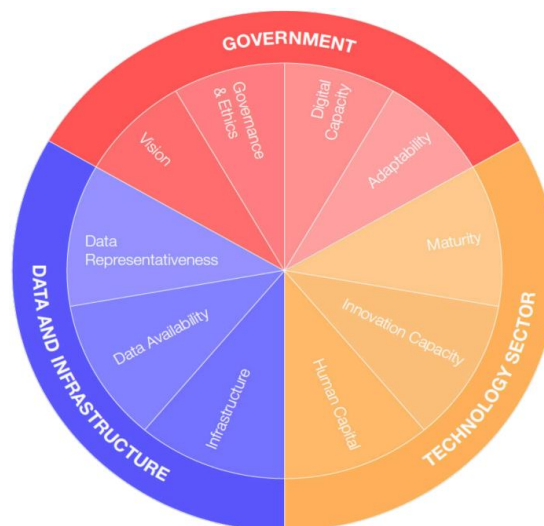 GOVERNMENT
Vision
Governance
& Ethics
Digital
Capacity
Adaptability
TECHNOLOGY SECTOR
Maturity
Innovation Capacity
Human Capital
DATA AND INFRASTRUCTURE
Data
Representativeness
Data Availability
Infrastructure